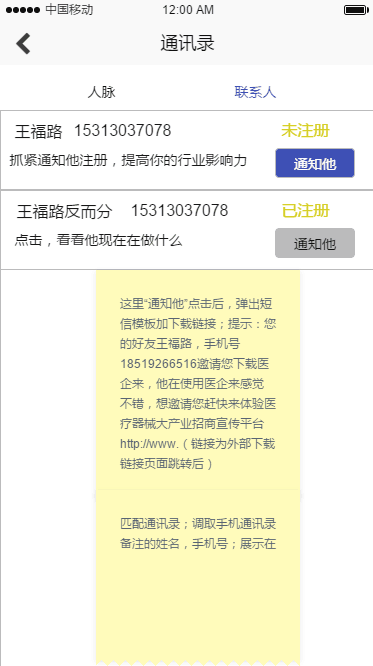 中国移动 12:00 AM
通讯录
人脉 联系人
王福路 15313037078 未注册
抓紧通知他注册，提高你的行业影响力 通知他
王福路反而分 15313037078 已注册
点击，看看他现在在做什么 通知他
这里“通知他”点击后，弹出短
信模板加下载链接；提示：您
的好友王福路，手机号
18519266516邀请您下载医
企来，他在使用医企来感觉
不错，想邀请您赶快来体验医
疗器械大产业招商宣传平台
http://www.（链接为外部下载
链接页面跳转后）
匹配通讯录；调取手机通讯录
备注的姓名，手机号；展示在